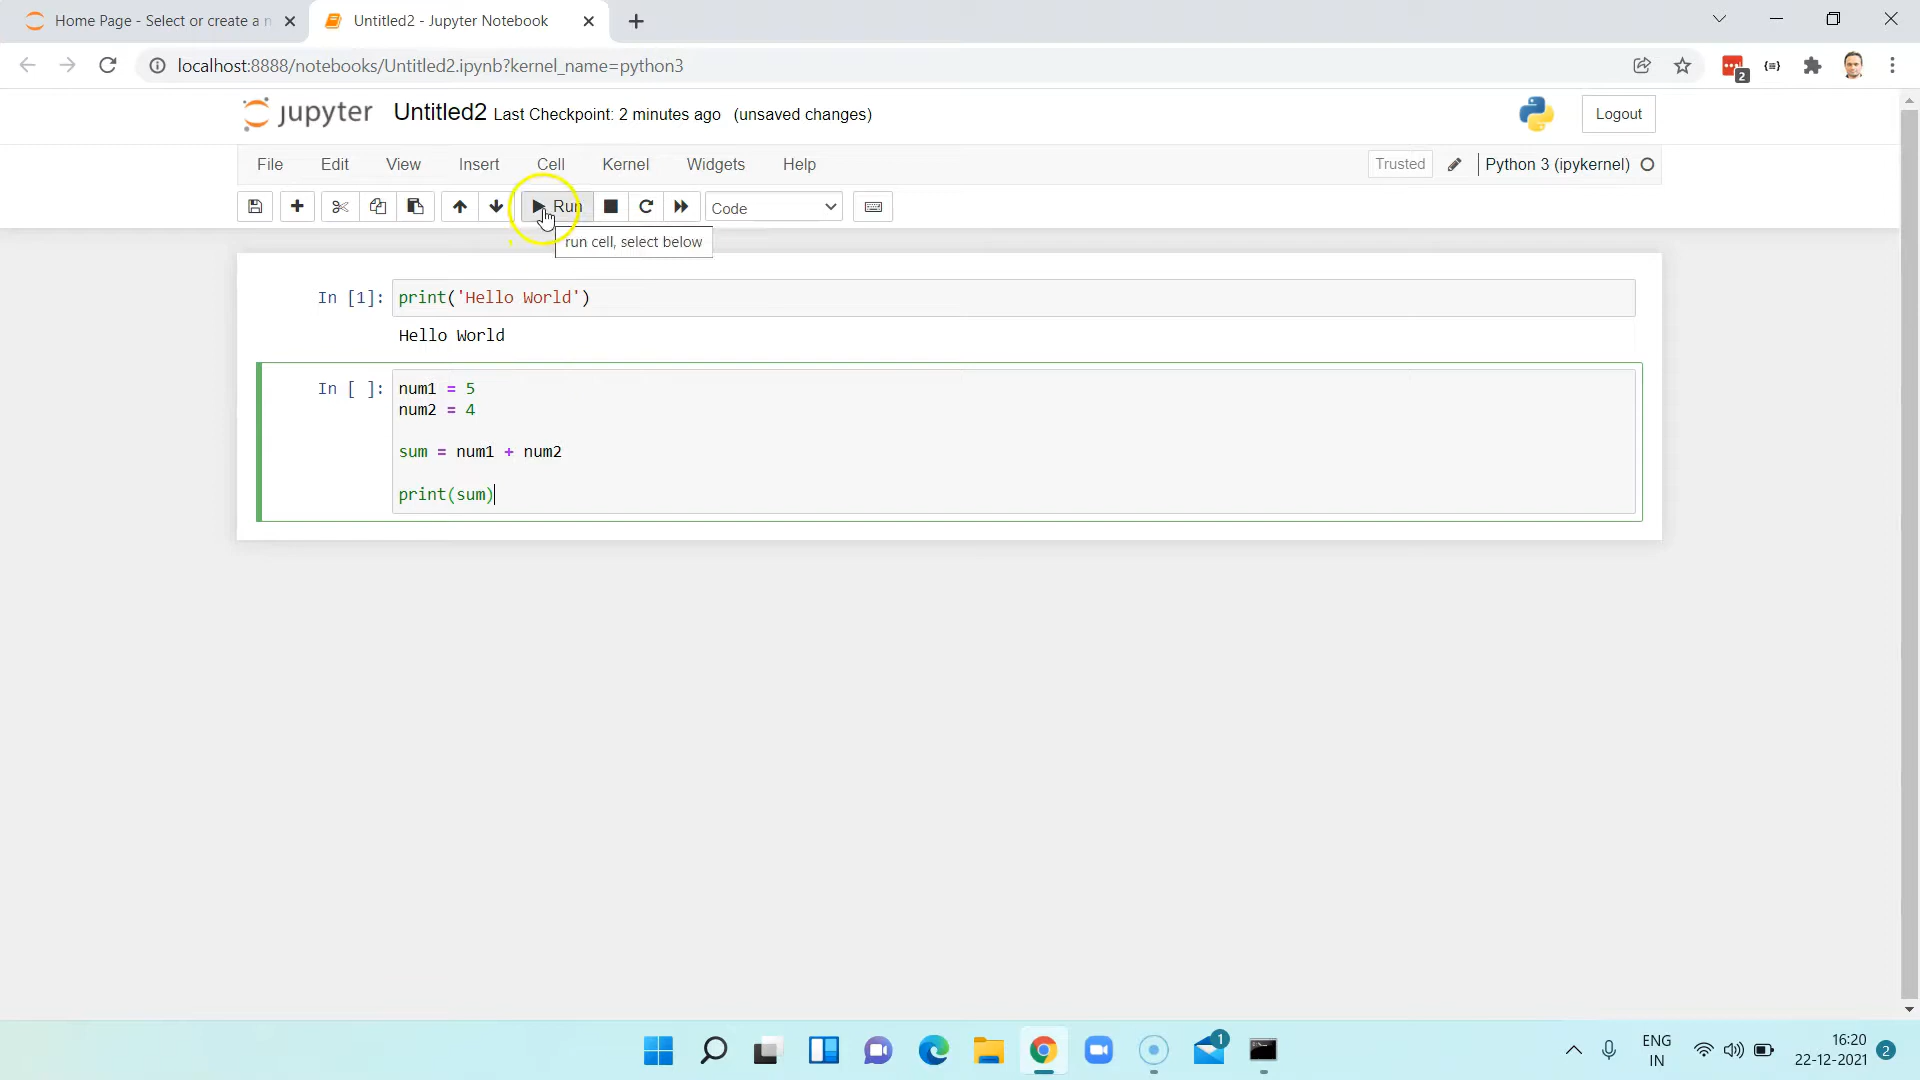 Home Page - Select or create a n
Untitled2 - Jupyter Notebook
localhost:8888/notebooks/Untitled2.ipynb?kernel_name=python3
2
jupyter Untitled2 Last Checkpoint: 2 minutes ago (unsaved changes)
Logout
File Edit View Insert Cell Kernel Widgets Help
Trusted Python 3 (ipykernel)
Run Code
run cell, select below
In [1]: print('Hello World')
Hello World
In [ ]: num1 = 5
num2 = 4
sum = num1 + num2
print(sum)
1
ENG
IN
16:20
22-12-2021
2